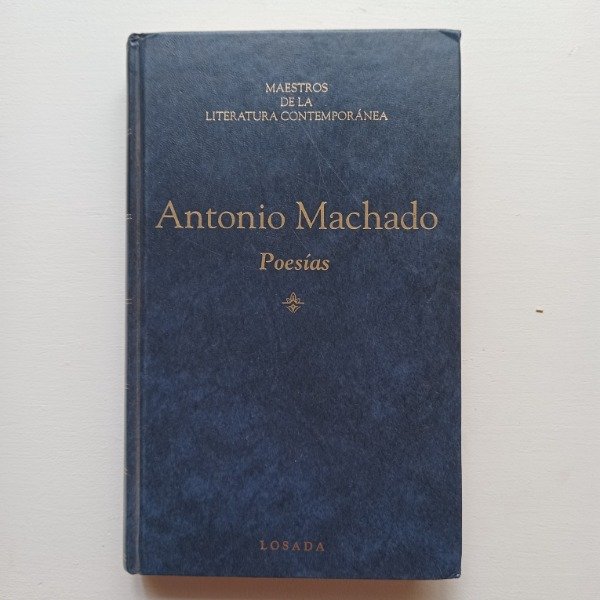 MAESTROS
DE LA
LITERATURA CONTEMPORÁNEA
Antonio Machado
Poesías
LOSADA